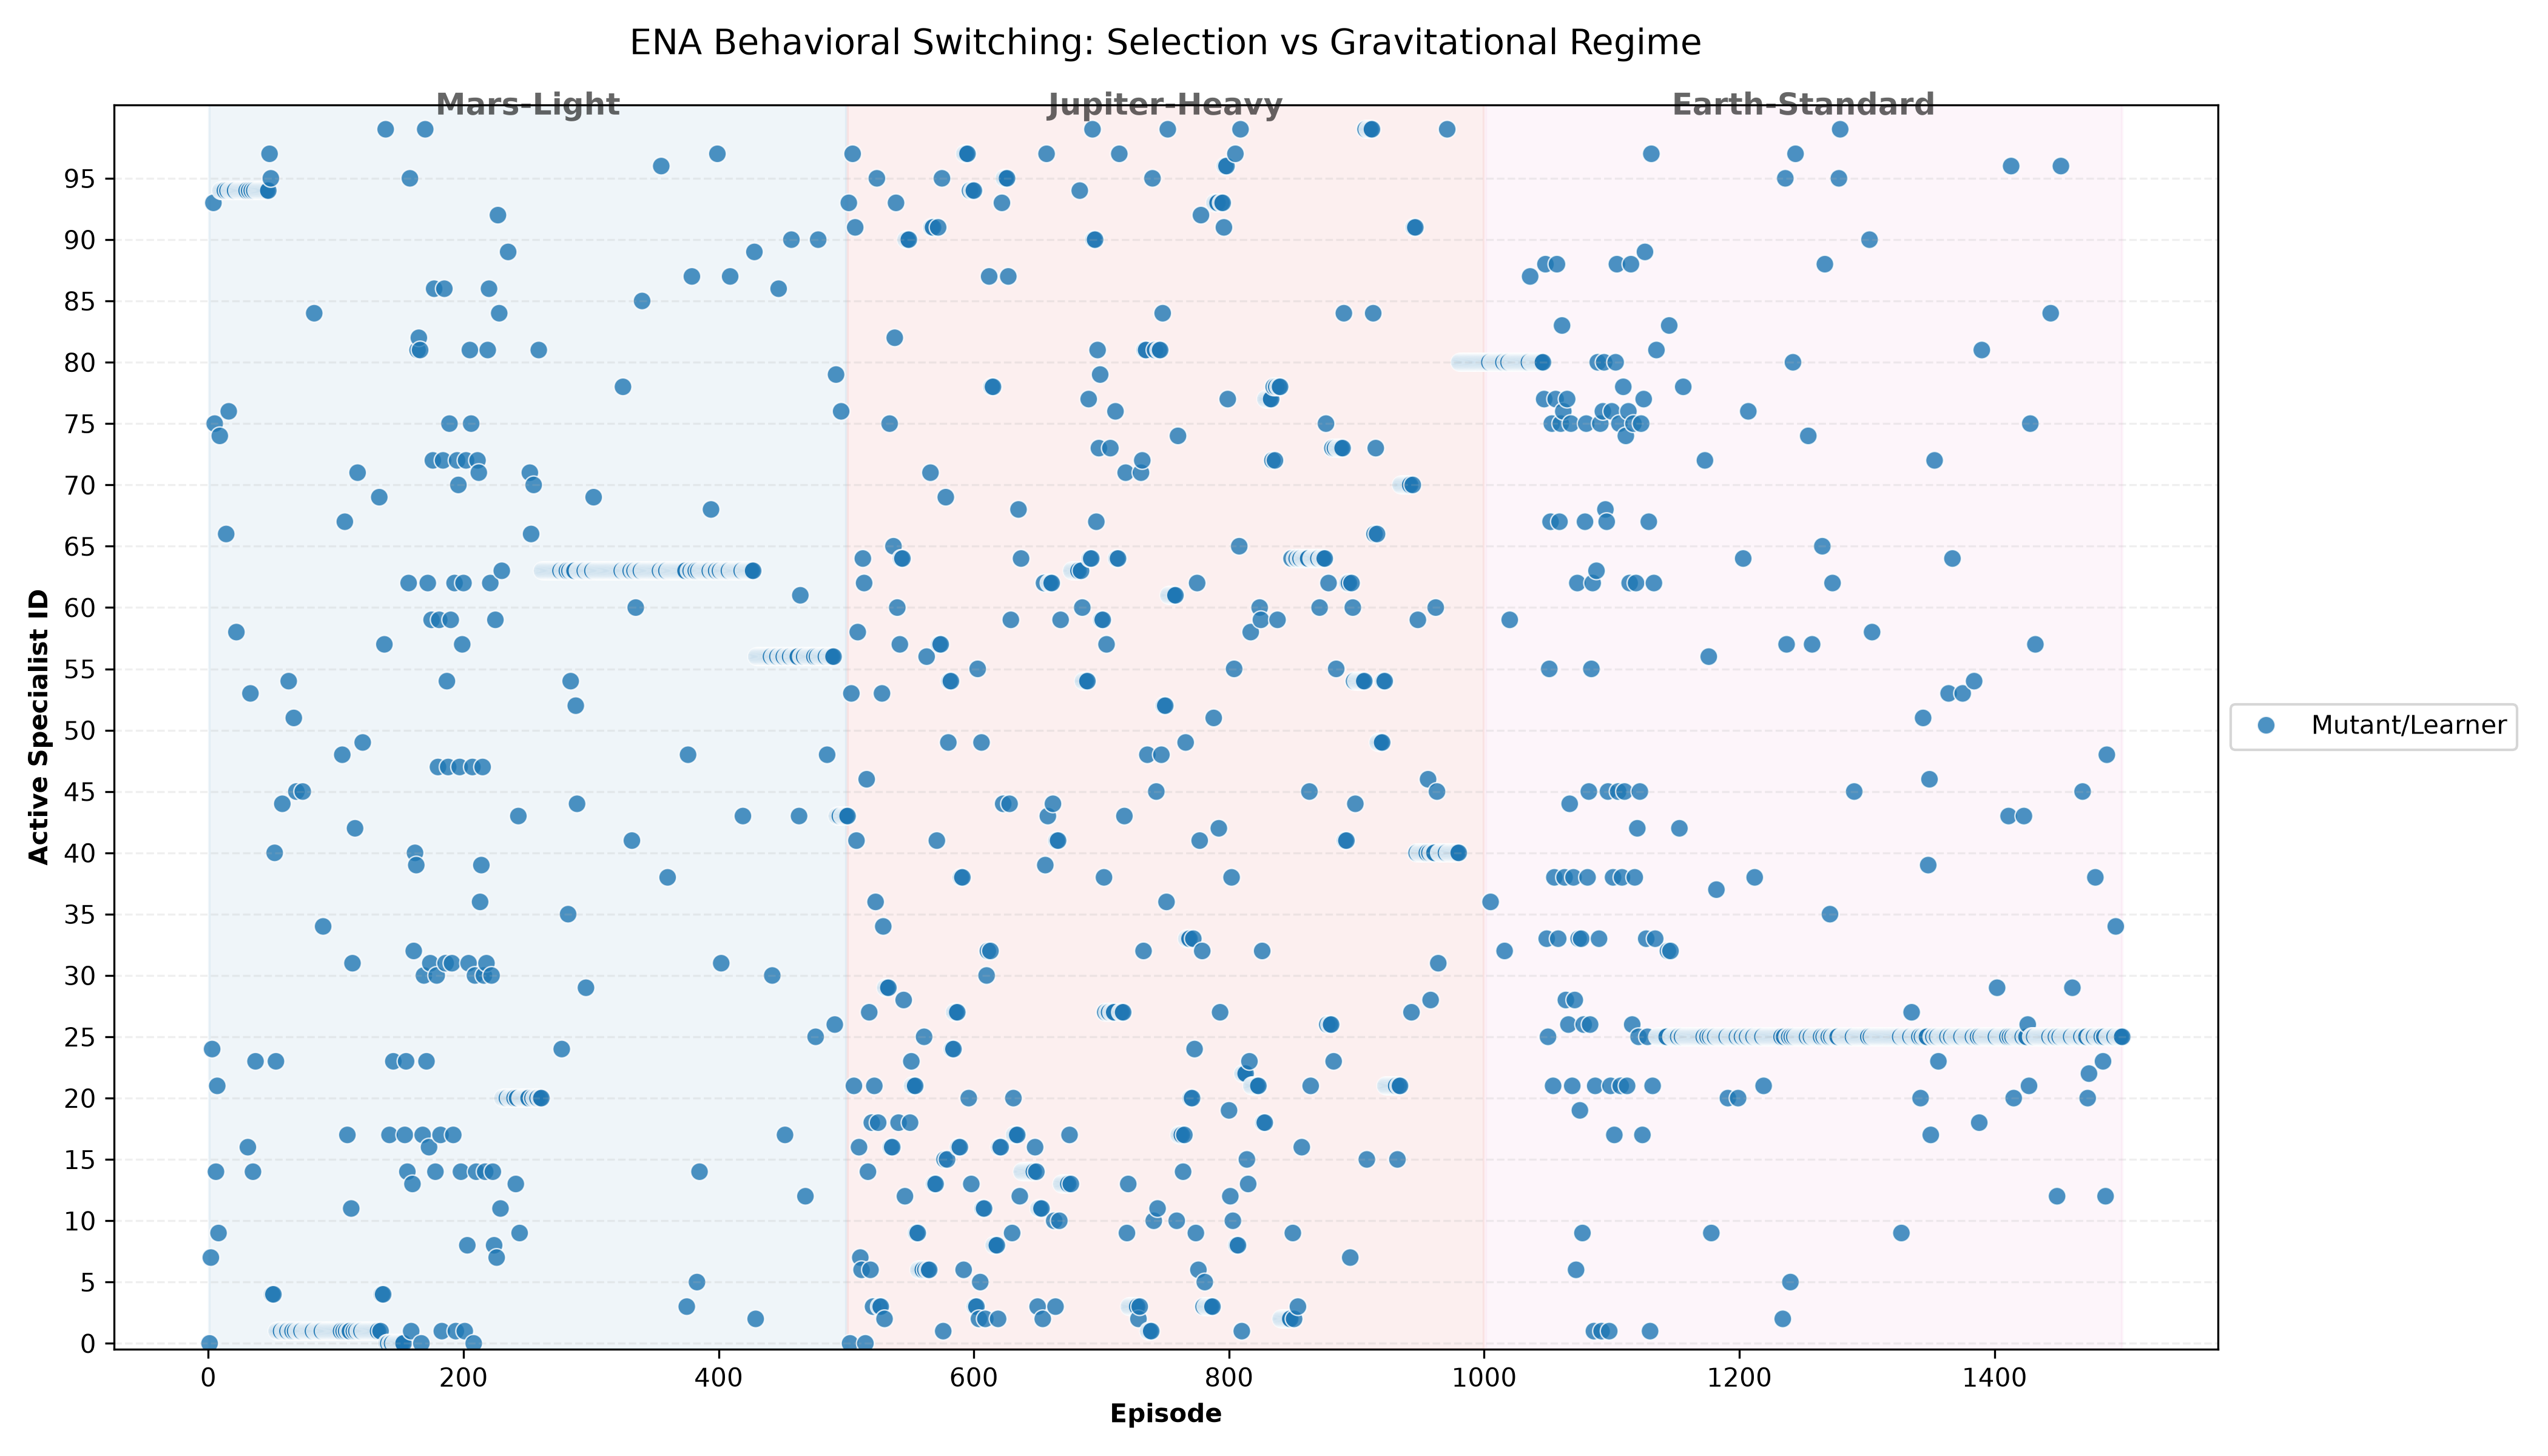 ENA Behavioral Switching: Selection vs Gravitational Regime
Mars-Light
Jupiter-Heavy
Earth-Standard
Active Specialist ID
95
90
85
80
75
70
65
60
55
50
45
40
35
30
25
20
15
10
5
0
Mutant/Learner
0 200 400 600 800 1000 1200 1400
Episode